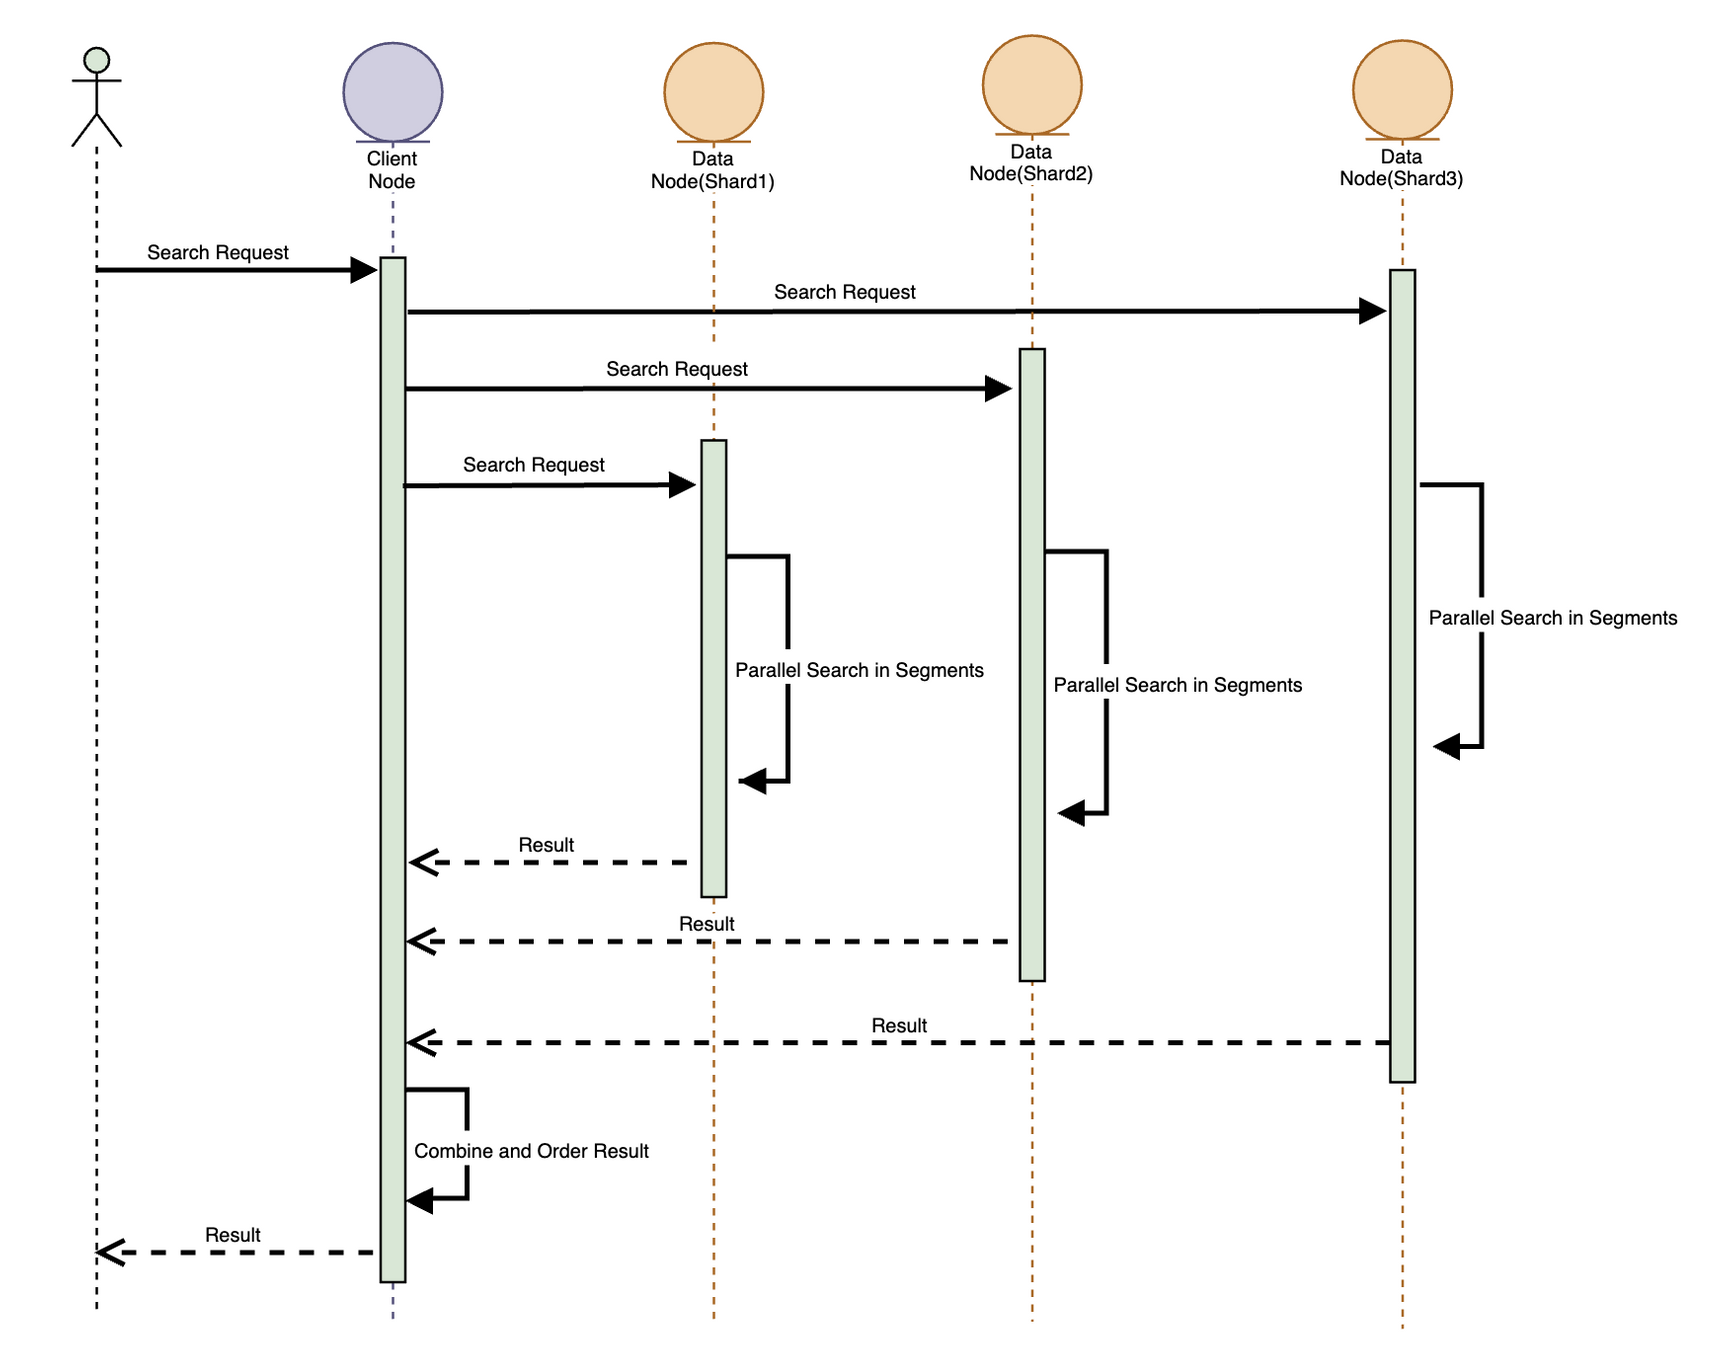 Client
Node
Data
Node(Shard1)
Data
Node(Shard2)
Data
Node(Shard3)
Search Request
Search Request
Search Request
Search Request
Parallel Search in Segments
Parallel Search in Segments
Parallel Search in Segments
Result
Result
Result
Combine and Order Result
Result